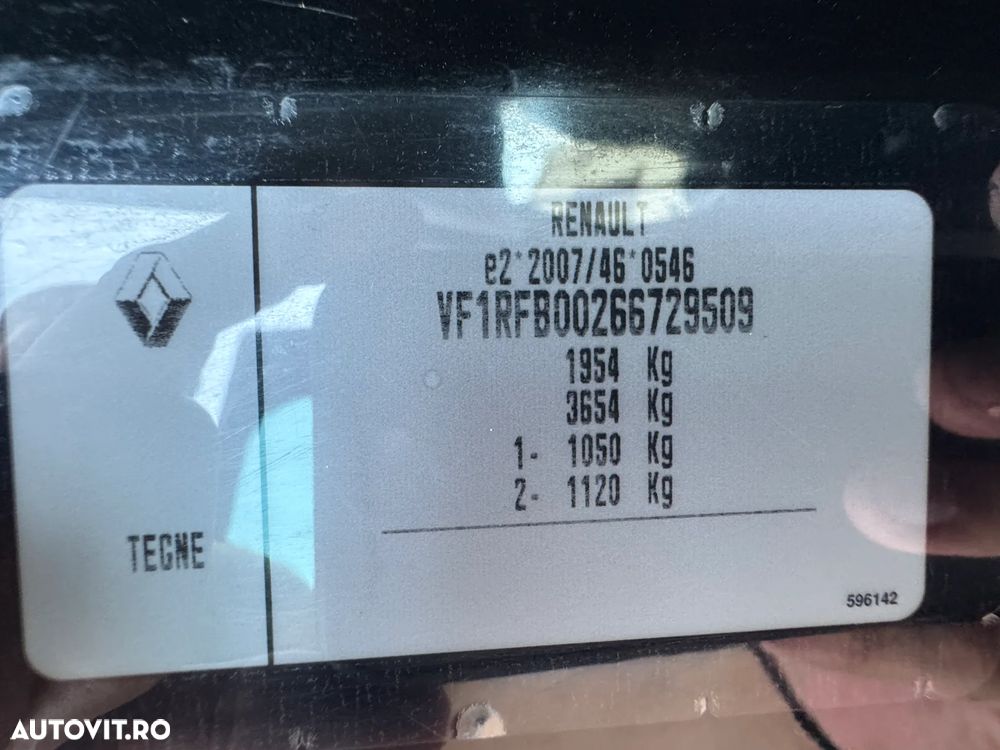 RENAULT
e2*2007/46*0546
VF1RFB00266729509
1954 Kg
3654 Kg
1- 1050 Kg
2- 1120 Kg
TEGNE
596142
AUTOVIT.RO